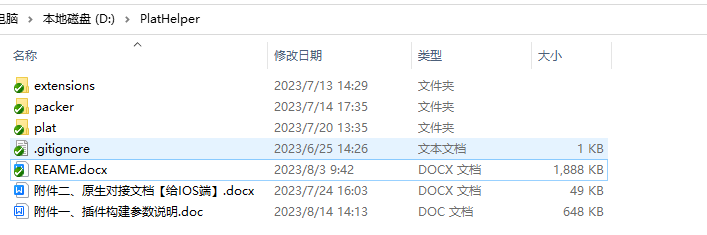 电脑 > 本地磁盘 (D:) > PlatHelper
名称 修改日期 类型 大小
extensions 2023/7/13 14:29 文件夹
packer 2023/7/14 17:35 文件夹
plat 2023/7/20 13:35 文件夹
.gitignore 2023/6/25 14:26 文本文档 1 KB
REAME.docx 2023/8/3 9:42 DOCX 文档 1,888 KB
附件二、原生对接文档【给IOS端】.docx 2023/7/24 16:03 DOCX 文档 49 KB
附件一、插件构建参数说明.doc 2023/8/14 14:13 DOC 文档 648 KB